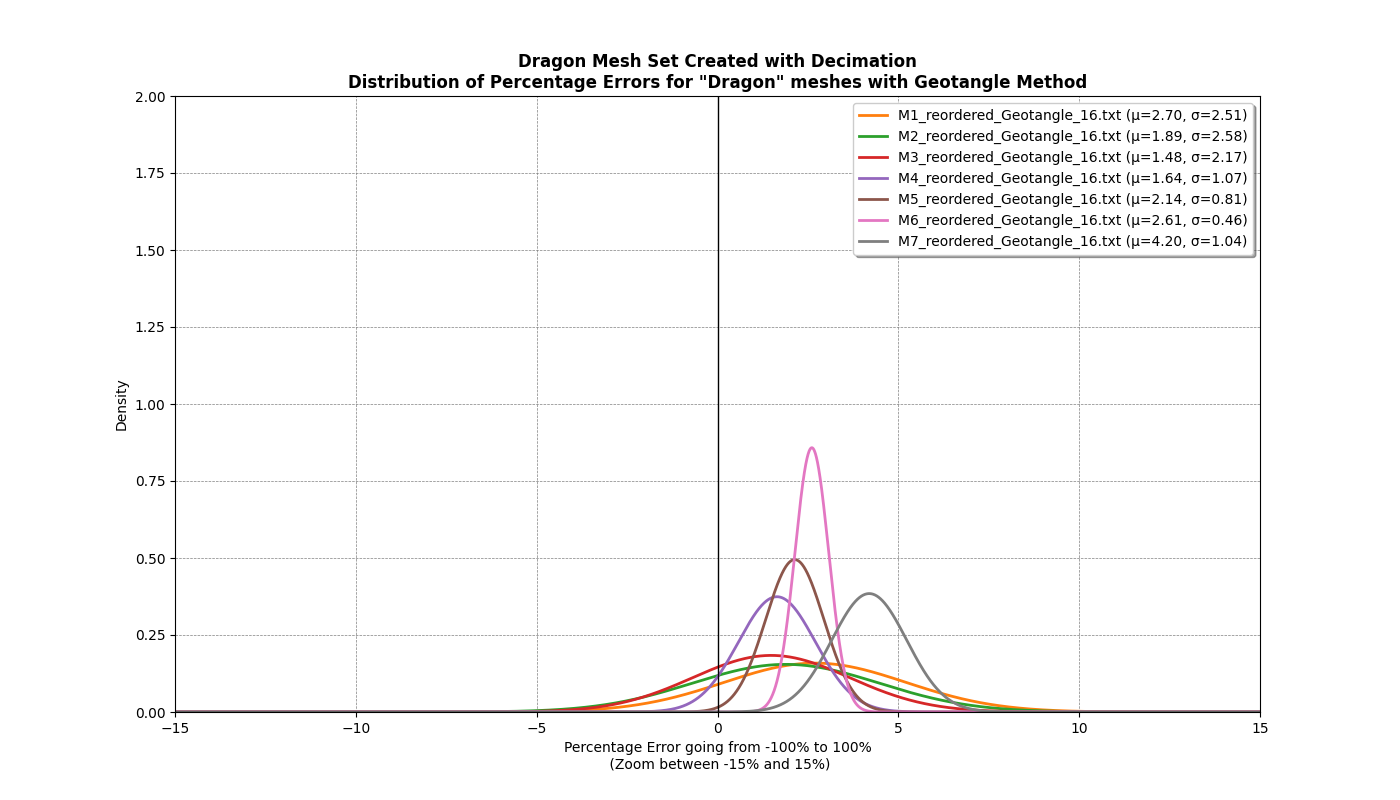 Dragon Mesh Set Created with Decimation
Distribution of Percentage Errors for "Dragon" meshes with Geotangle Method
2.00
1.75
1.50
1.25
1.00
0.75
0.50
0.25
0.00
Density
M1_reordered_Geotangle_16.txt (μ=2.70, σ=2.51)
M2_reordered_Geotangle_16.txt (μ=1.89, σ=2.58)
M3_reordered_Geotangle_16.txt (μ=1.48, σ=2.17)
M4_reordered_Geotangle_16.txt (μ=1.64, σ=1.07)
M5_reordered_Geotangle_16.txt (μ=2.14, σ=0.81)
M6_reordered_Geotangle_16.txt (μ=2.61, σ=0.46)
M7_reordered_Geotangle_16.txt (μ=4.20, σ=1.04)
−15 −10 −5 0 5 10 15
Percentage Error going from -100% to 100%
(Zoom between -15% and 15%)